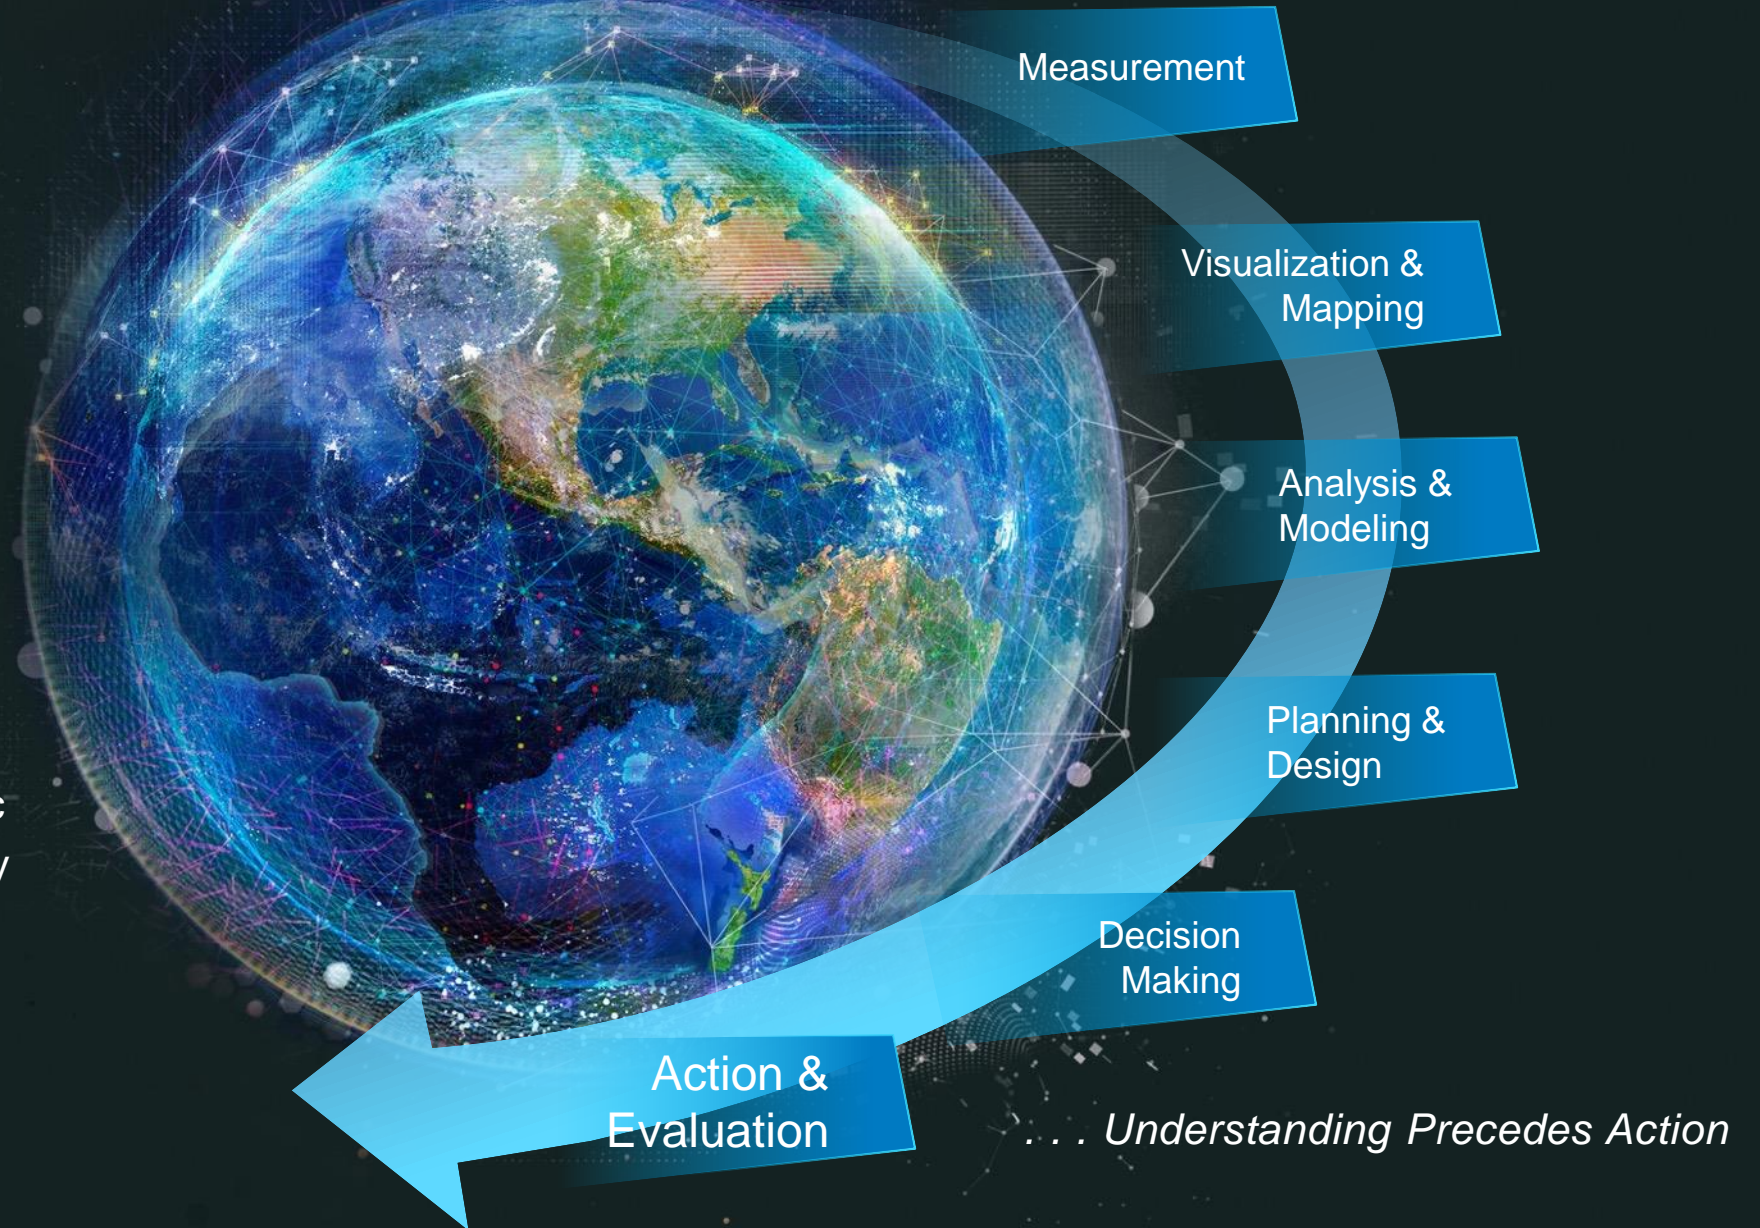 Measurement
Visualization &
Mapping
Analysis &
Modeling
Planning &
Design
Decision
Making
Action &
Evaluation
. . . Understanding Precedes Action